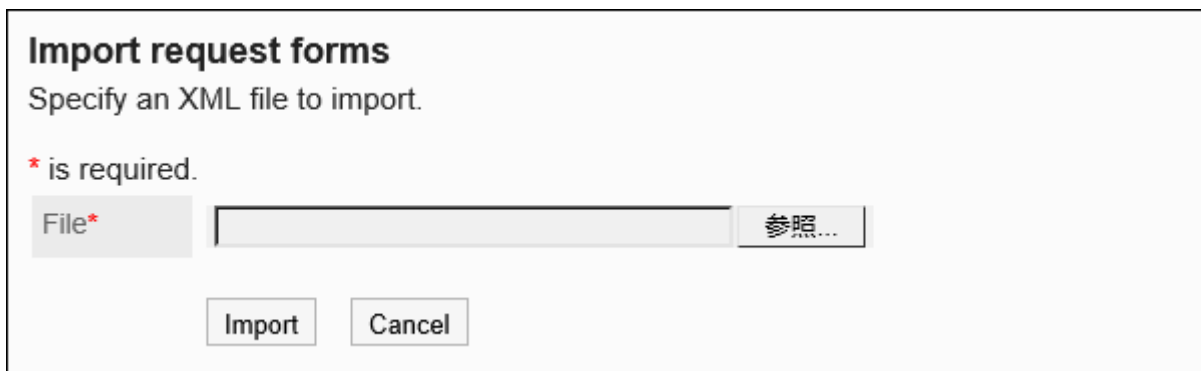 Import request forms
Specify an XML file to import.
* is required.
File* 参照...
Import Cancel